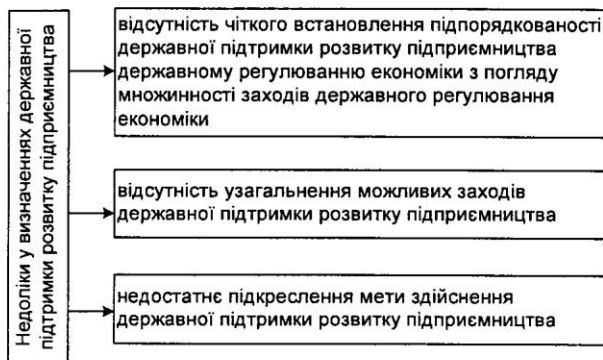 Недоліки у визначеннях державної
підтримки розвитку підприємництва
відсутність чіткого встановлення підпорядкованості
державної підтримки розвитку підприємництва
державному регулюванню економіки з погляду
множинності заходів державного регулювання
економіки
відсутність узагальнення можливих заходів
державної підтримки розвитку підприємництва
недостатнє підкреслення мети здійснення
державної підтримки розвитку підприємництва